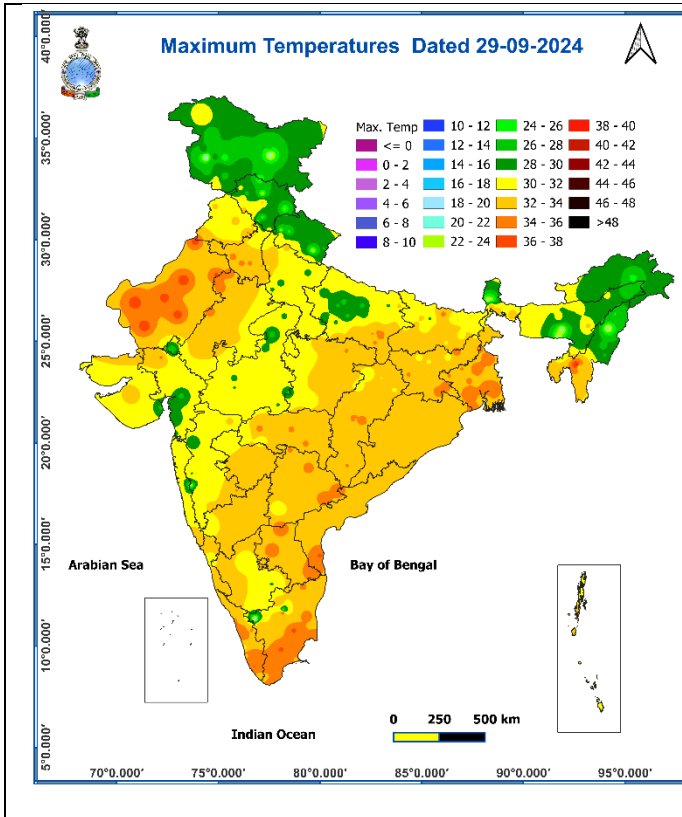 Maximum Temperatures Dated 29-09-2024
Max. Temp
<= 0
0 - 2
2 - 4
4 - 6
6 - 8
8 - 10
10 - 12
12 - 14
14 - 16
16 - 18
18 - 20
20 - 22
22 - 24
24 - 26
26 - 28
28 - 30
30 - 32
32 - 34
34 - 36
36 - 38
38 - 40
40 - 42
42 - 44
44 - 46
46 - 48
>48
40°0.000'
35°0.000'
30°0.000'
25°0.000'
20°0.000'
15°0.000'
10°0.000'
5°0.000'
Arabian Sea
Bay of Bengal
Indian Ocean
0 250 500 km
70°0.000' 75°0.000' 80°0.000' 85°0.000' 90°0.000' 95°0.000'